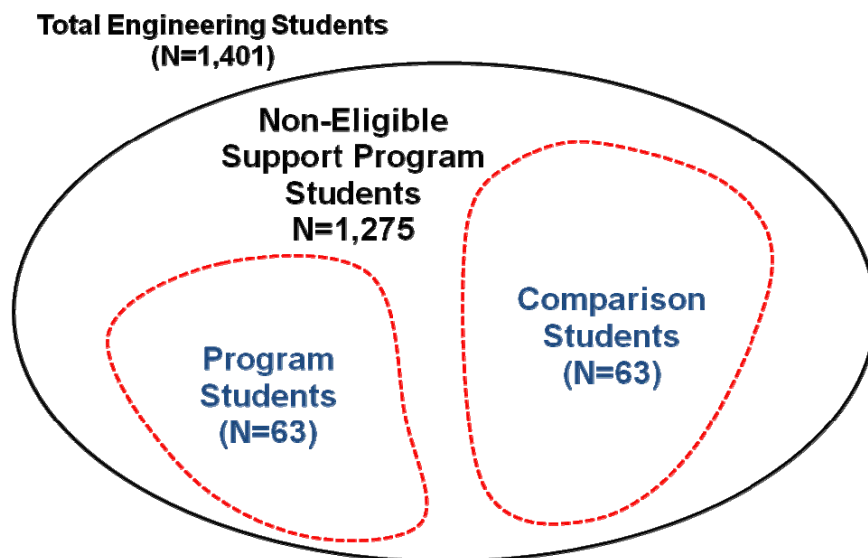 Total Engineering Students
(N=1,401)
Non-Eligible
Support Program
Students
N=1,275
Program
Students
(N=63)
Comparison
Students
(N=63)